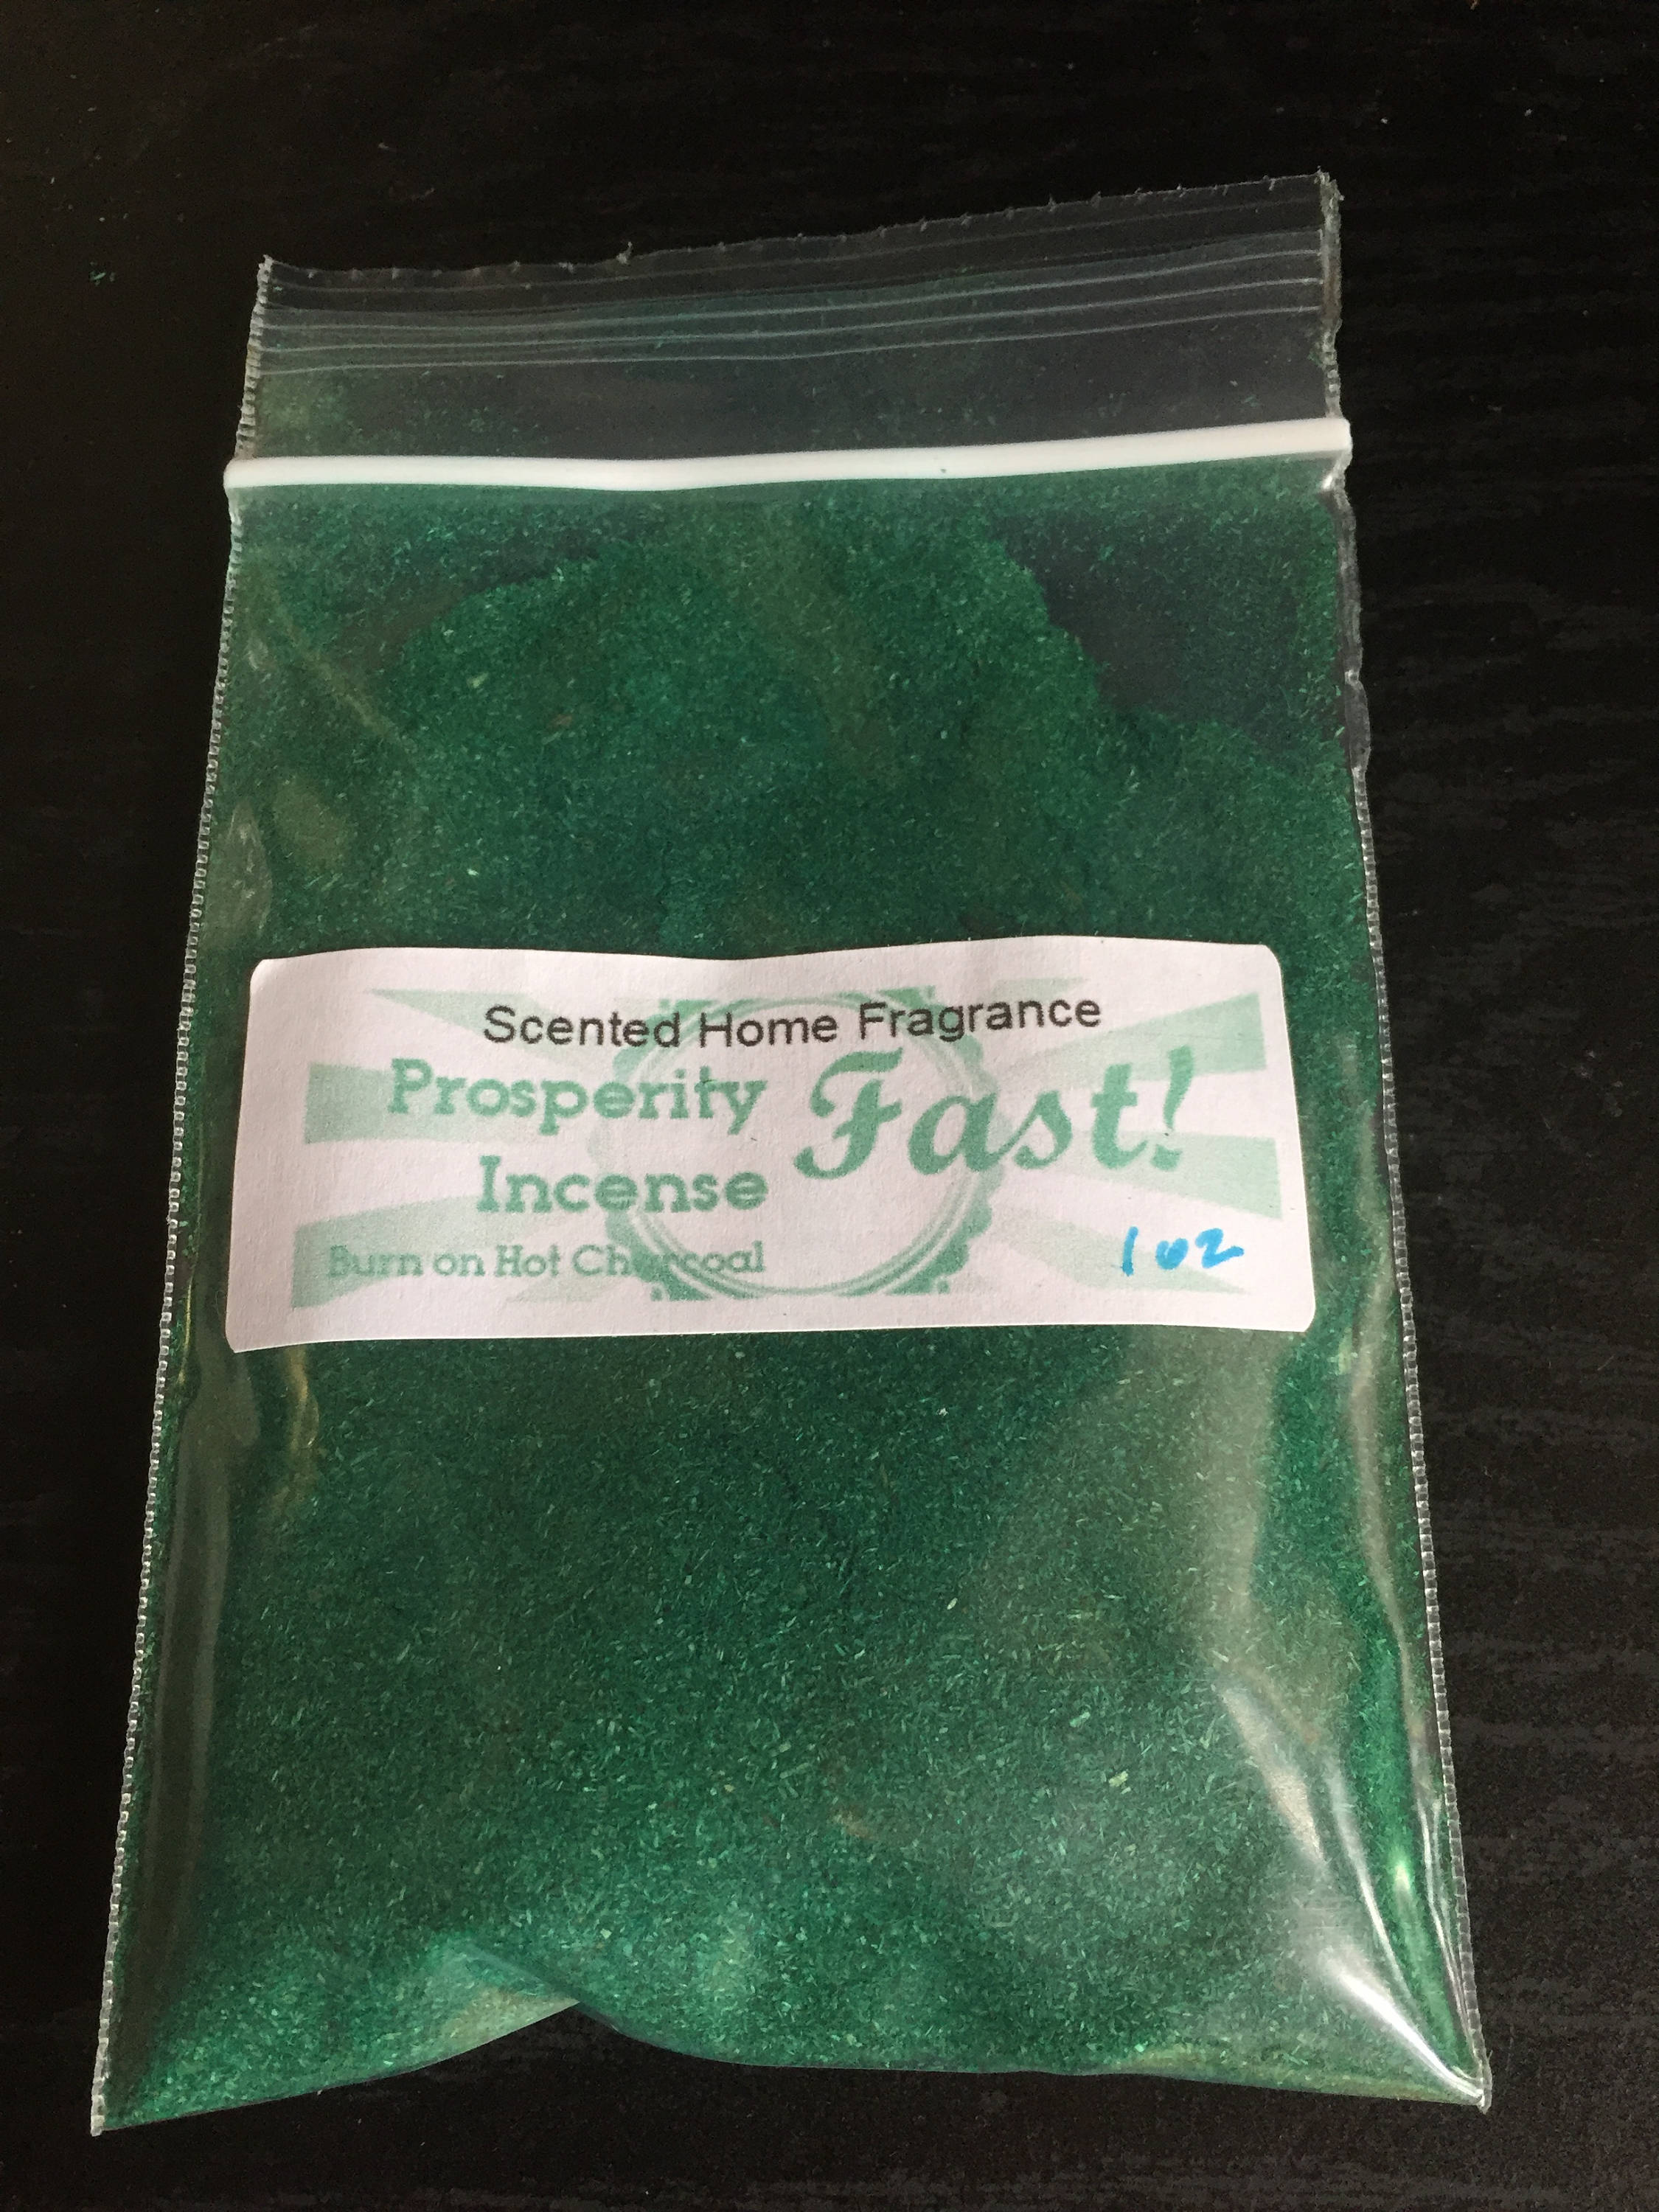 Scented Home Fragrance
Prosperity Fast!
Incense
Burn on Hot Charcoal
1 oz